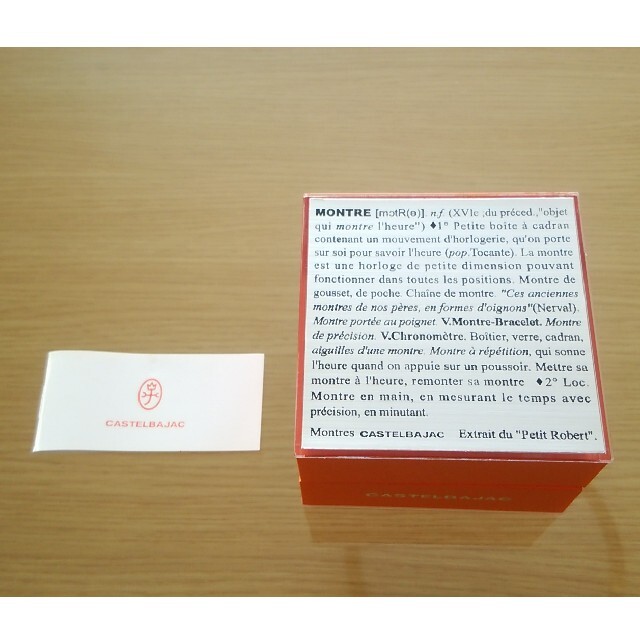 MONTRE [mɔtR(ə)]. n.f. (XVIe ;du préced.,"objet
qui montre l'heure") ♦1º Petite boîte à cadran
contenant un mouvement d'horlogerie, qu'on porte
sur soi pour savoir l'heure (pop.Tocante). La montre
est une horloge de petite dimension pouvant
fonctionner dans toutes les positions. Montre de
gousset, de poche. Chaîne de montre. "Ces anciennes
montres de nos pères, en formes d'oignons"(Nerval).
Montre portée au poignet. V.Montre-Bracelet. Montre
de précision. V.Chronomètre. Boîtier, verre, cadran,
aiguilles d'une montre. Montre à répétition, qui sonne
l'heure quand on appuie sur un poussoir. Mettre sa
montre à l'heure, remonter sa montre ♦2º Loc.
Montre en main, en mesurant le temps avec
précision, en minutant.
Montres CASTELBAJAC Extrait du "Petit Robert".
CASTELBAJAC
CASTELBAJAC